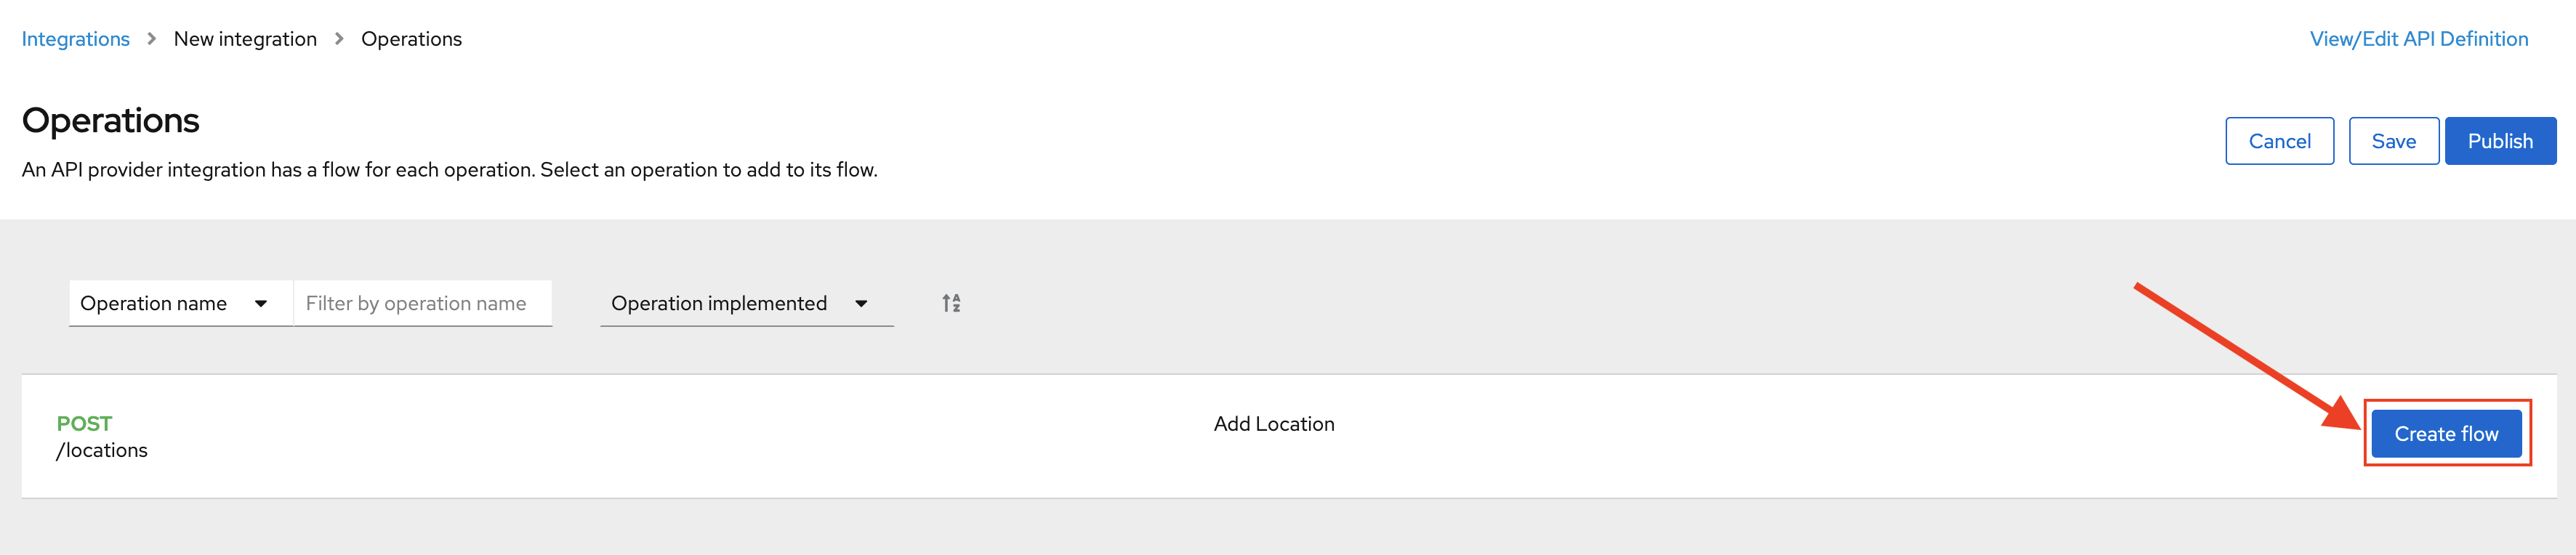 Integrations > New integration > Operations
View/Edit API Definition
Operations
An API provider integration has a flow for each operation. Select an operation to add to its flow.
Cancel
Save
Publish
Operation name
Filter by operation name
Operation implemented
A
Z
POST
/locations
Add Location
Create flow